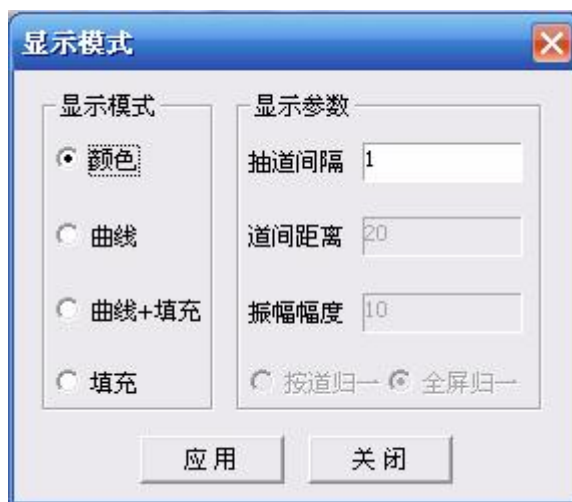 显示模式
显示模式
颜色
曲线
曲线+填充
填充
显示参数
抽道间隔 1
道间距离 20
振幅幅度 10
按道归一 全屏归一
应用 关闭